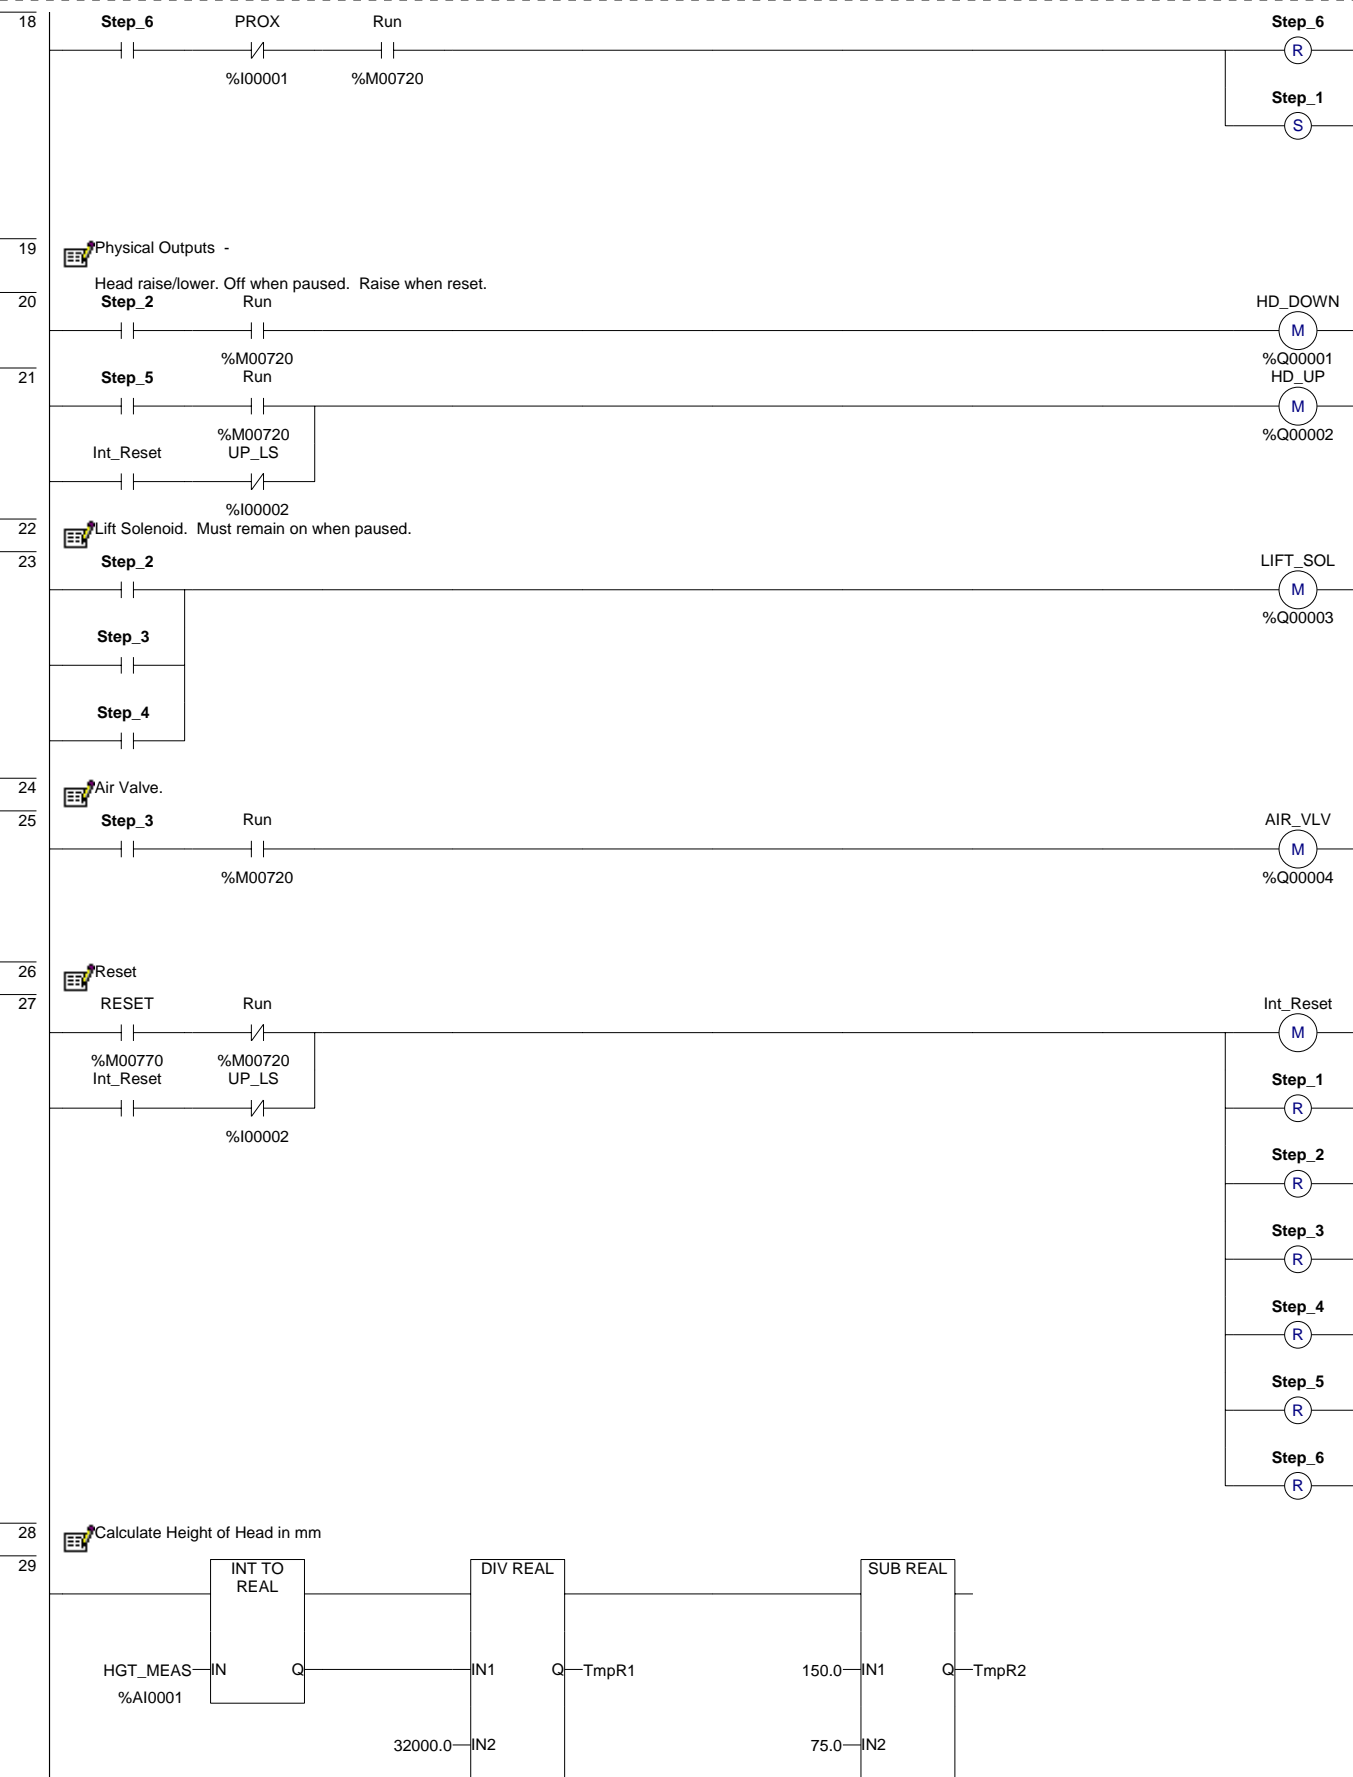 18 Step_6 PROX Run Step_6
R
%I00001 %M00720
Step_1
S
19 Physical Outputs -
Head raise/lower. Off when paused. Raise when reset.
20 Step_2 Run HD_DOWN
M
%M00720 %Q00001
21 Step_5 Run HD_UP
M
%M00720 %Q00002
Int_Reset UP_LS
%I00002
22 Lift Solenoid. Must remain on when paused.
23 Step_2 LIFT_SOL
M
%Q00003
Step_3
Step_4
24 Air Valve.
25 Step_3 Run AIR_VLV
M
%M00720 %Q00004
26 Reset
27 RESET Run Int_Reset
M
%M00770 %M00720
Int_Reset UP_LS Step_1
R
%I00002
Step_2
R
Step_3
R
Step_4
R
Step_5
R
Step_6
R
28 Calculate Height of Head in mm
29 INT TO DIV REAL SUB REAL
REAL
HGT_MEAS IN Q IN1 Q TmpR1 150.0 IN1 Q TmpR2
%AI0001
32000.0 IN2 75.0 IN2